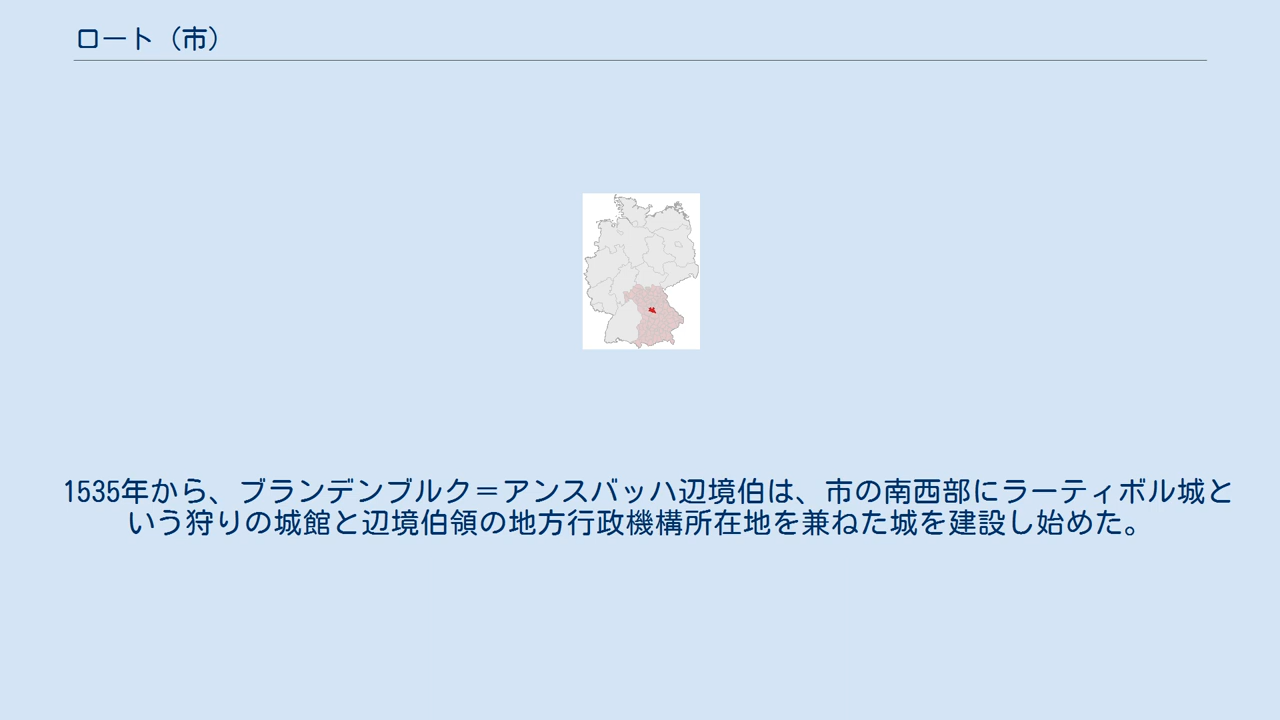 ロート（市）
1535年から、ブランデンブルク＝アンスバッハ辺境伯は、市の南西部にラーティボル城と
いう狩りの城館と辺境伯領の地方行政機構所在地を兼ねた城を建設し始めた。